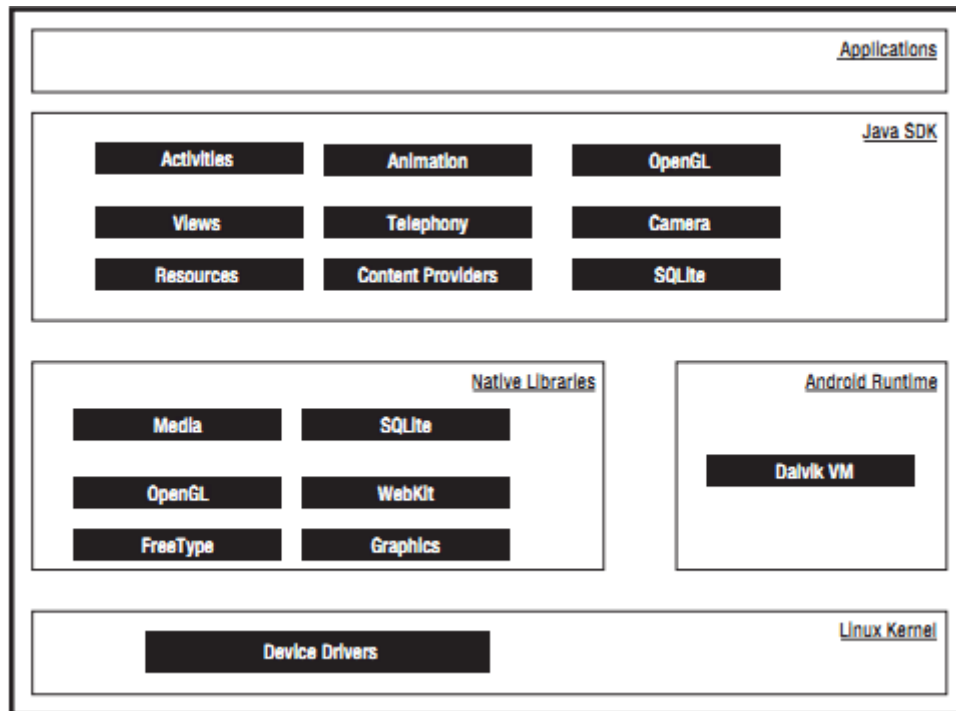 Applications
Java SDK
Activities
Animation
OpenGL
Views
Telephony
Camera
Resources
Content Providers
SQLite
Native Libraries
Media
SQLite
OpenGL
WebKit
FreeType
Graphics
Android Runtime
Dalvik VM
Linux Kernel
Device Drivers